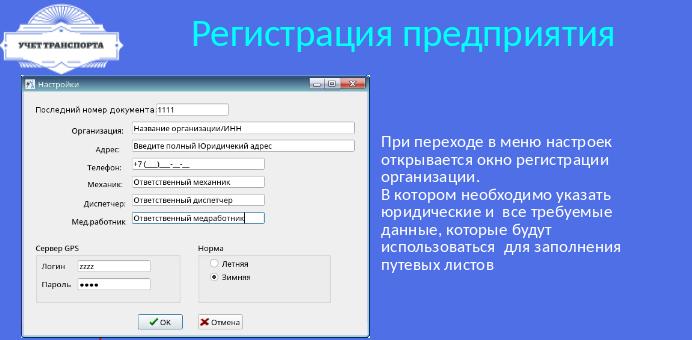 УЧЕТ ТРАНСПОРТА
Регистрация предприятия
Настройки
Последний номер документа 1111
Организация: Название организации/ИНН
Адрес: Введите полный Юридичекий адрес
Телефон: +7 (___)___-__-__
Механик: Ответственный механник
Диспетчер: Ответственный диспетчер
Мед.работник Ответственный медработник
Сервер GPS
Логин zzzz
Пароль ●●●●
Норма
Летняя
Зимняя
OK
Отмена
При переходе в меню настроек
открывается окно регистрации
организации.
В котором необходимо указать
юридические и все требуемые
данные, которые будут
использоваться для заполнения
путевых листов